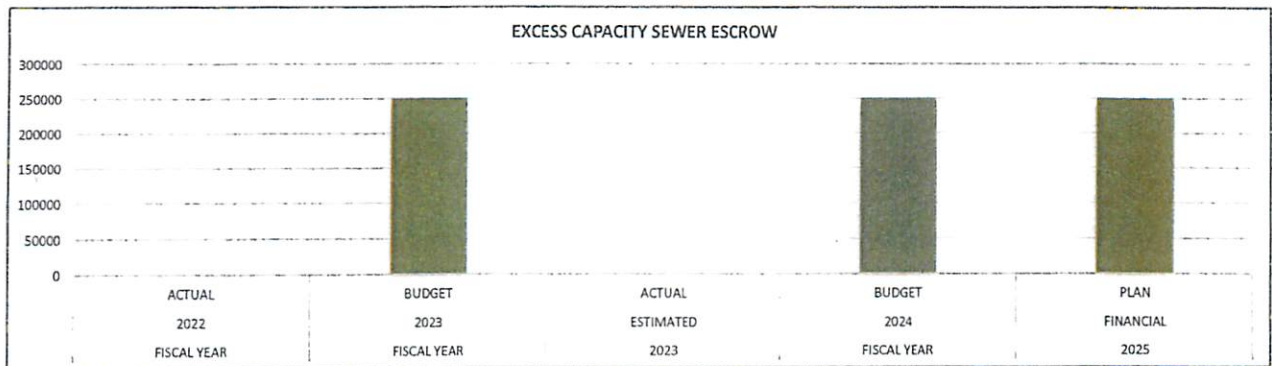 EXCESS CAPACITY SEWER ESCROW
300000
250000
200000
150000
100000
50000
0
ACTUAL BUDGET ACTUAL BUDGET PLAN
2022 2023 ESTIMATED 2024 FINANCIAL
FISCAL YEAR FISCAL YEAR 2023 FISCAL YEAR 2025